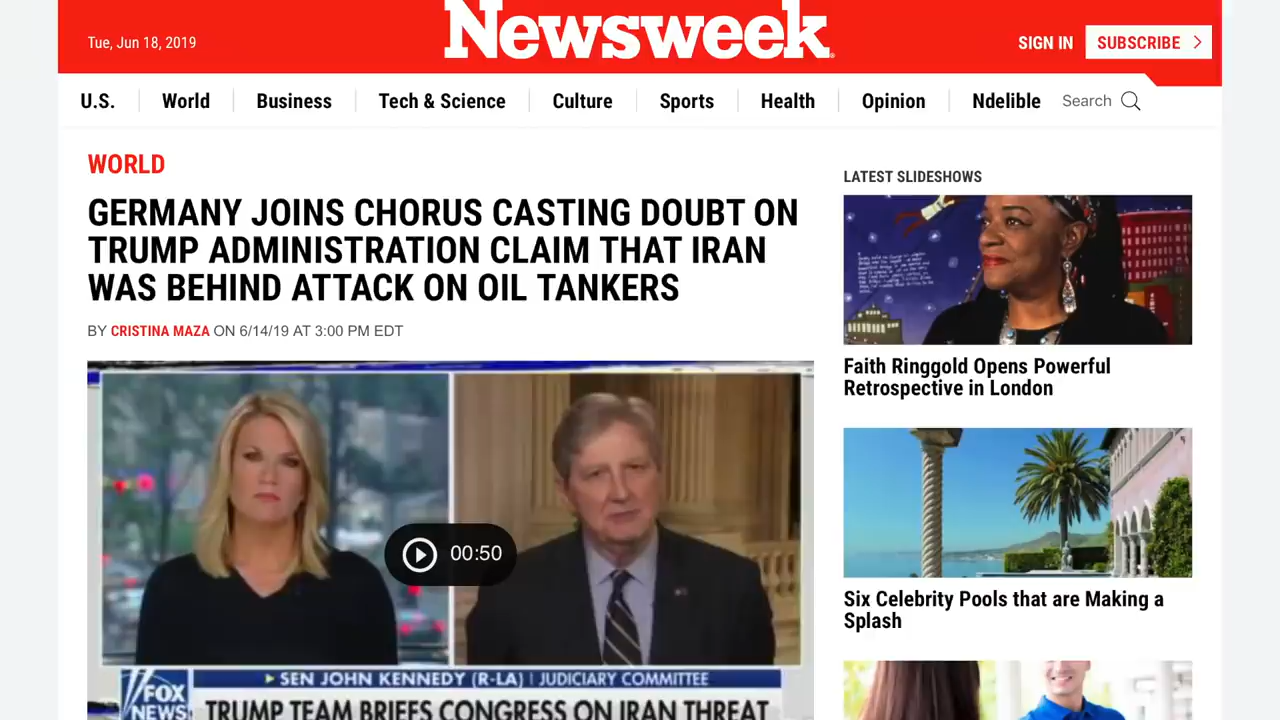 Newsweek
Tue, Jun 18, 2019
SIGN IN
SUBSCRIBE
U.S.
World
Business
Tech & Science
Culture
Sports
Health
Opinion
Ndelible
Search
WORLD
GERMANY JOINS CHORUS CASTING DOUBT ON
TRUMP ADMINISTRATION CLAIM THAT IRAN
WAS BEHIND ATTACK ON OIL TANKERS
BY CRISTINA MAZA ON 6/14/19 AT 3:00 PM EDT
00:50
SEN JOHN KENNEDY (R-LA) | JUDICIARY COMMITTEE
FOX
NEWS
TRUMP TEAM BRIEFS CONGRESS ON IRAN THREAT
LATEST SLIDESHOWS
Faith Ringgold Opens Powerful
Retrospective in London
Six Celebrity Pools that are Making a
Splash